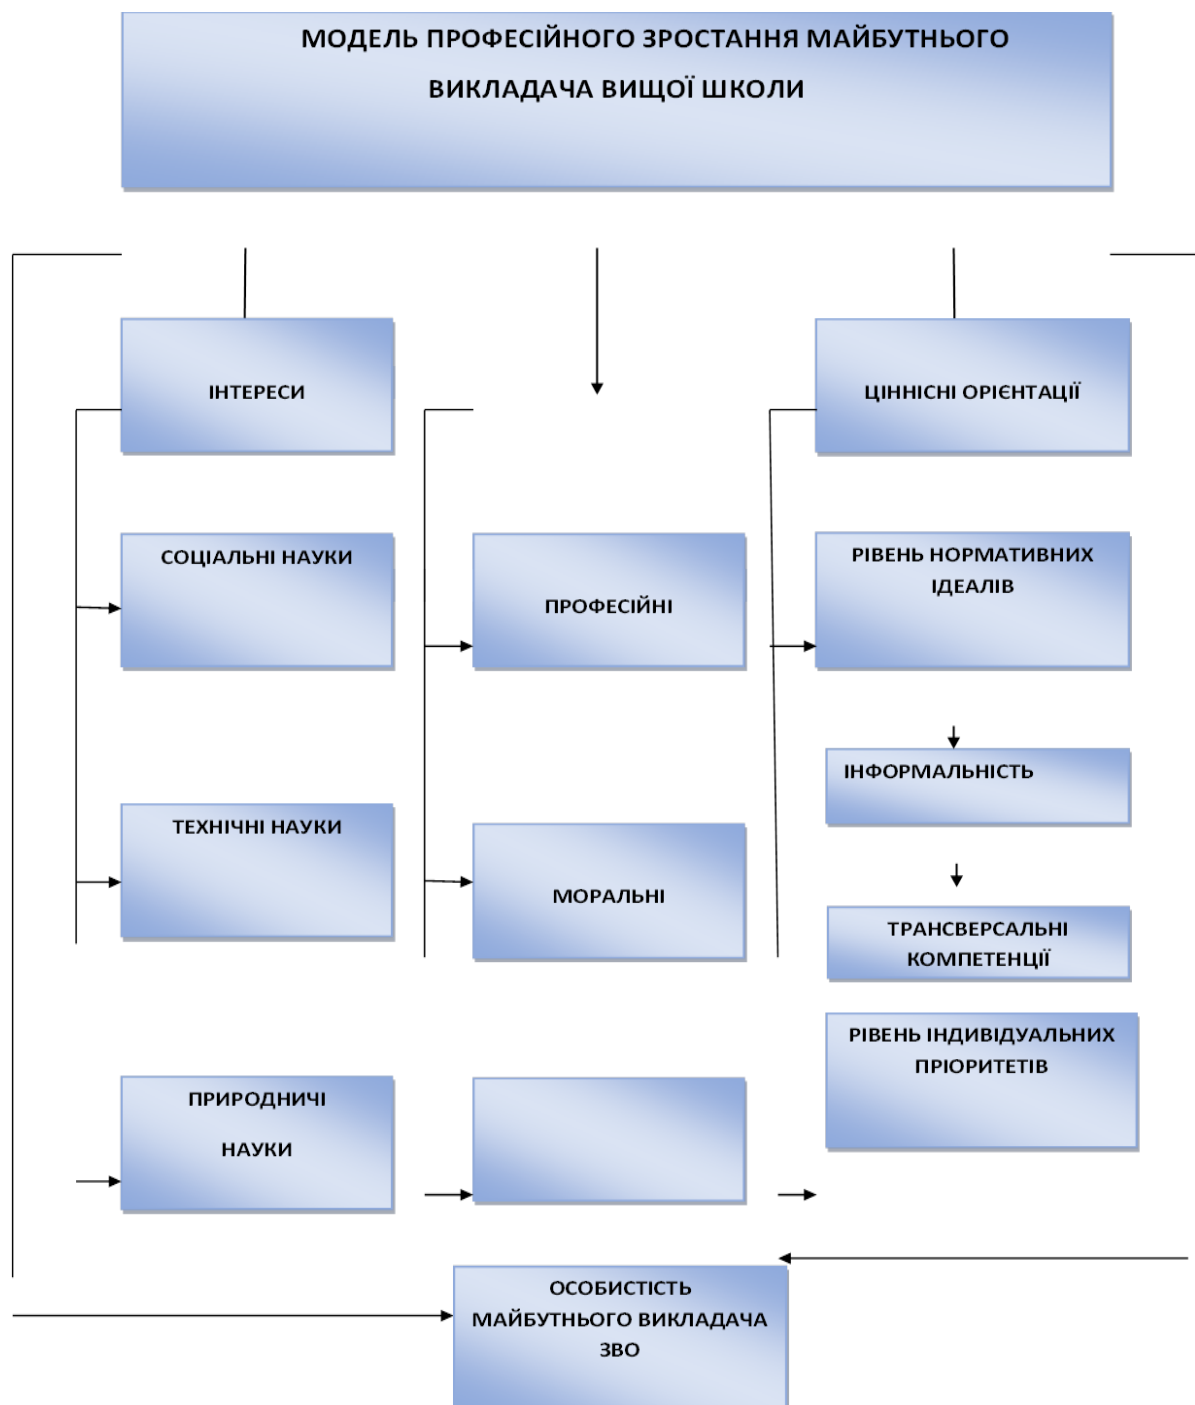 МОДЕЛЬ ПРОФЕСІЙНОГО ЗРОСТАННЯ МАЙБУТНЬОГО
ВИКЛАДАЧА ВИЩОЇ ШКОЛИ
ІНТЕРЕСИ
ЦІННІСНІ ОРІЄНТАЦІЇ
СОЦІАЛЬНІ НАУКИ
ПРОФЕСІЙНІ
РІВЕНЬ НОРМАТИВНИХ
ІДЕАЛІВ
ІНФОРМАЛЬНІСТЬ
ТЕХНІЧНІ НАУКИ
МОРАЛЬНІ
ТРАНСВЕРСАЛЬНІ
КОМПЕТЕНЦІЇ
РІВЕНЬ ІНДИВІДУАЛЬНИХ
ПРІОРИТЕТІВ
ПРИРОДНИЧІ
НАУКИ
ОСОБИСТІСТЬ
МАЙБУТНЬОГО ВИКЛАДАЧА
ЗВО